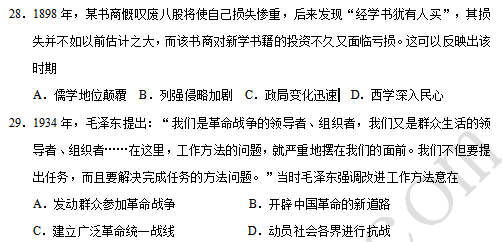 28．1898 年，某书商慨叹废八股将使自己损失惨重，后来发现“经学书犹有人买”，其损
失并不如以前估计之大，而该书商对新学书籍的投资不久又面临亏损。这可以反映出该
时期
A．儒学地位颠覆 B．列强侵略加剧 C．政局变化迅速 D．西学深入民心
29．1934 年，毛泽东提出：“我们是革命战争的领导者、组织者，我们又是群众生活的领
导者、组织者……在这里，工作方法的问题，就严重地摆在我们的面前。我们不但要提
出任务，而且要解决完成任务的方法问题。”当时毛泽东强调改进工作方法意在
A．发动群众参加革命战争 B．开辟中国革命的新道路
C．建立广泛革命统一战线 D．动员社会各界进行抗战
com